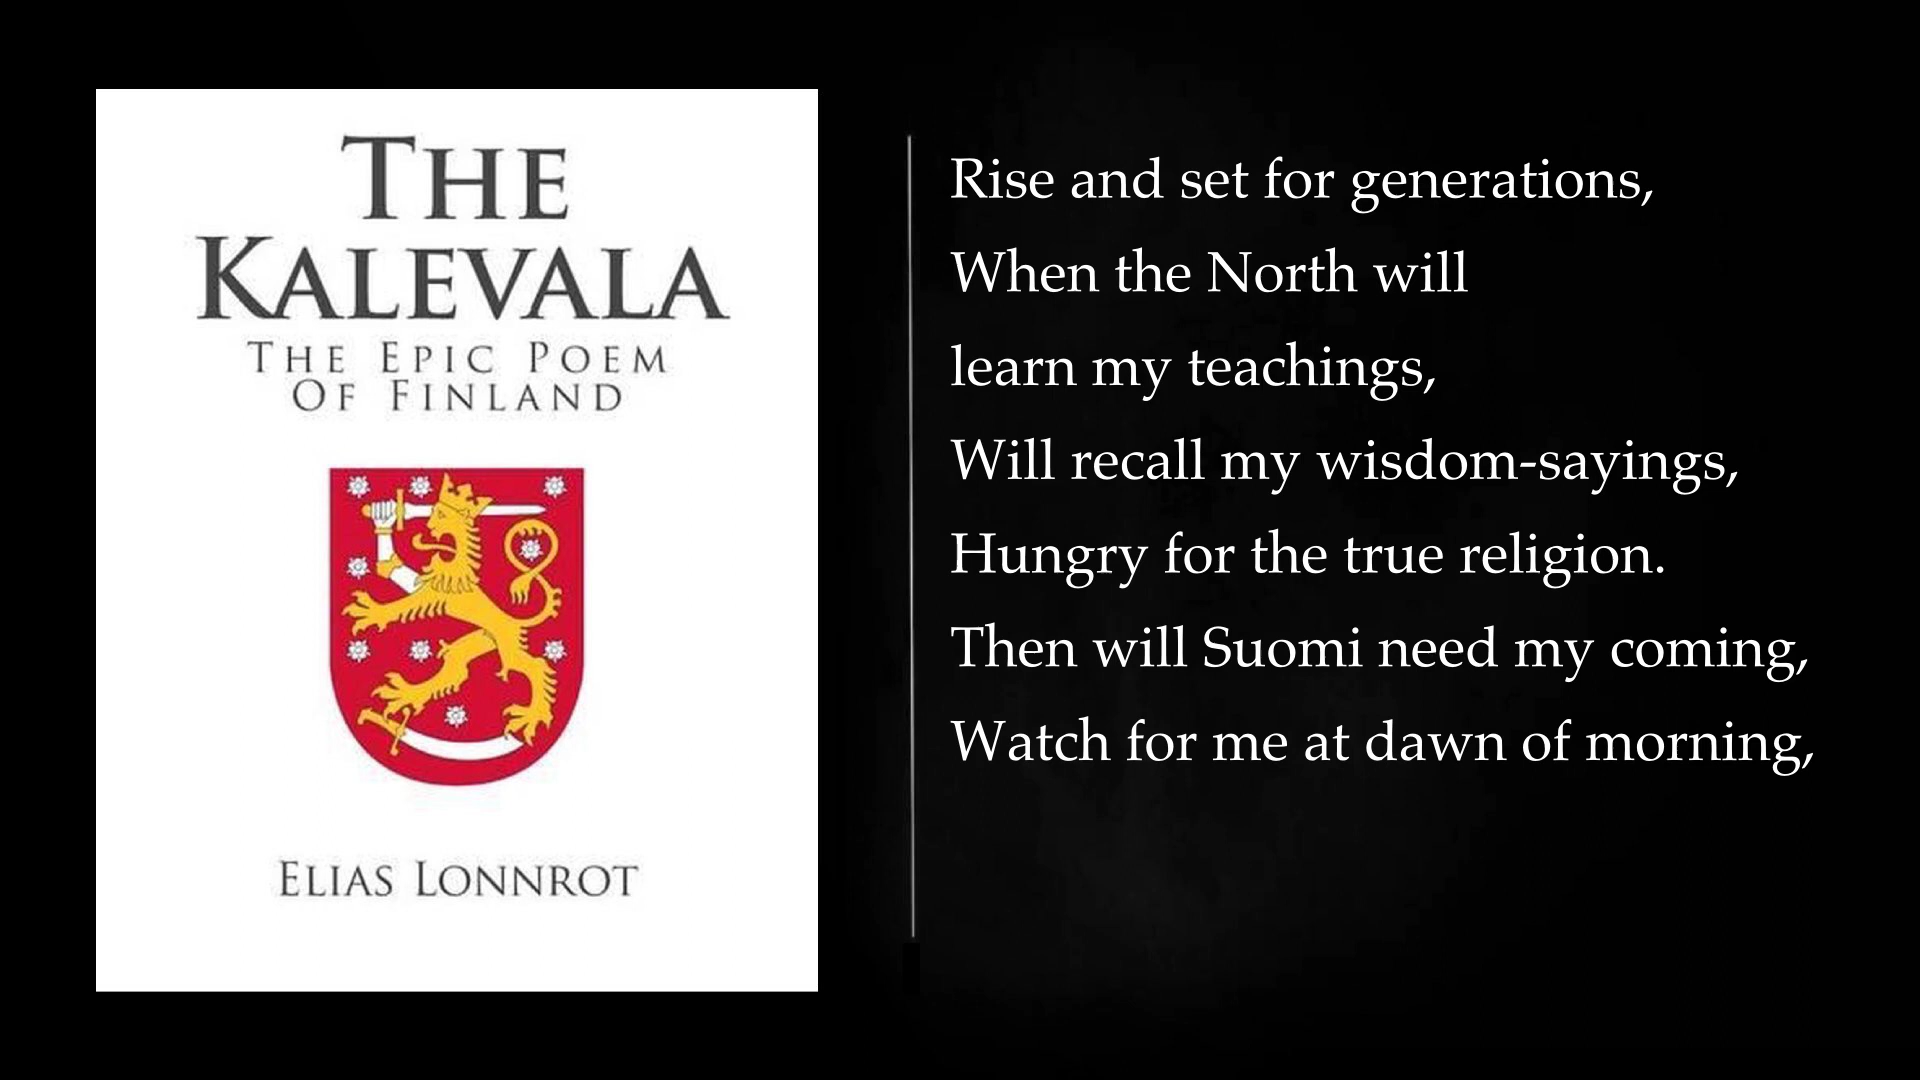 THE
KALEVALA
THE EPIC POEM
OF FINLAND
ELIAS LONNROT
Rise and set for generations,
When the North will
learn my teachings,
Will recall my wisdom-sayings,
Hungry for the true religion.
Then will Suomi need my coming,
Watch for me at dawn of morning,